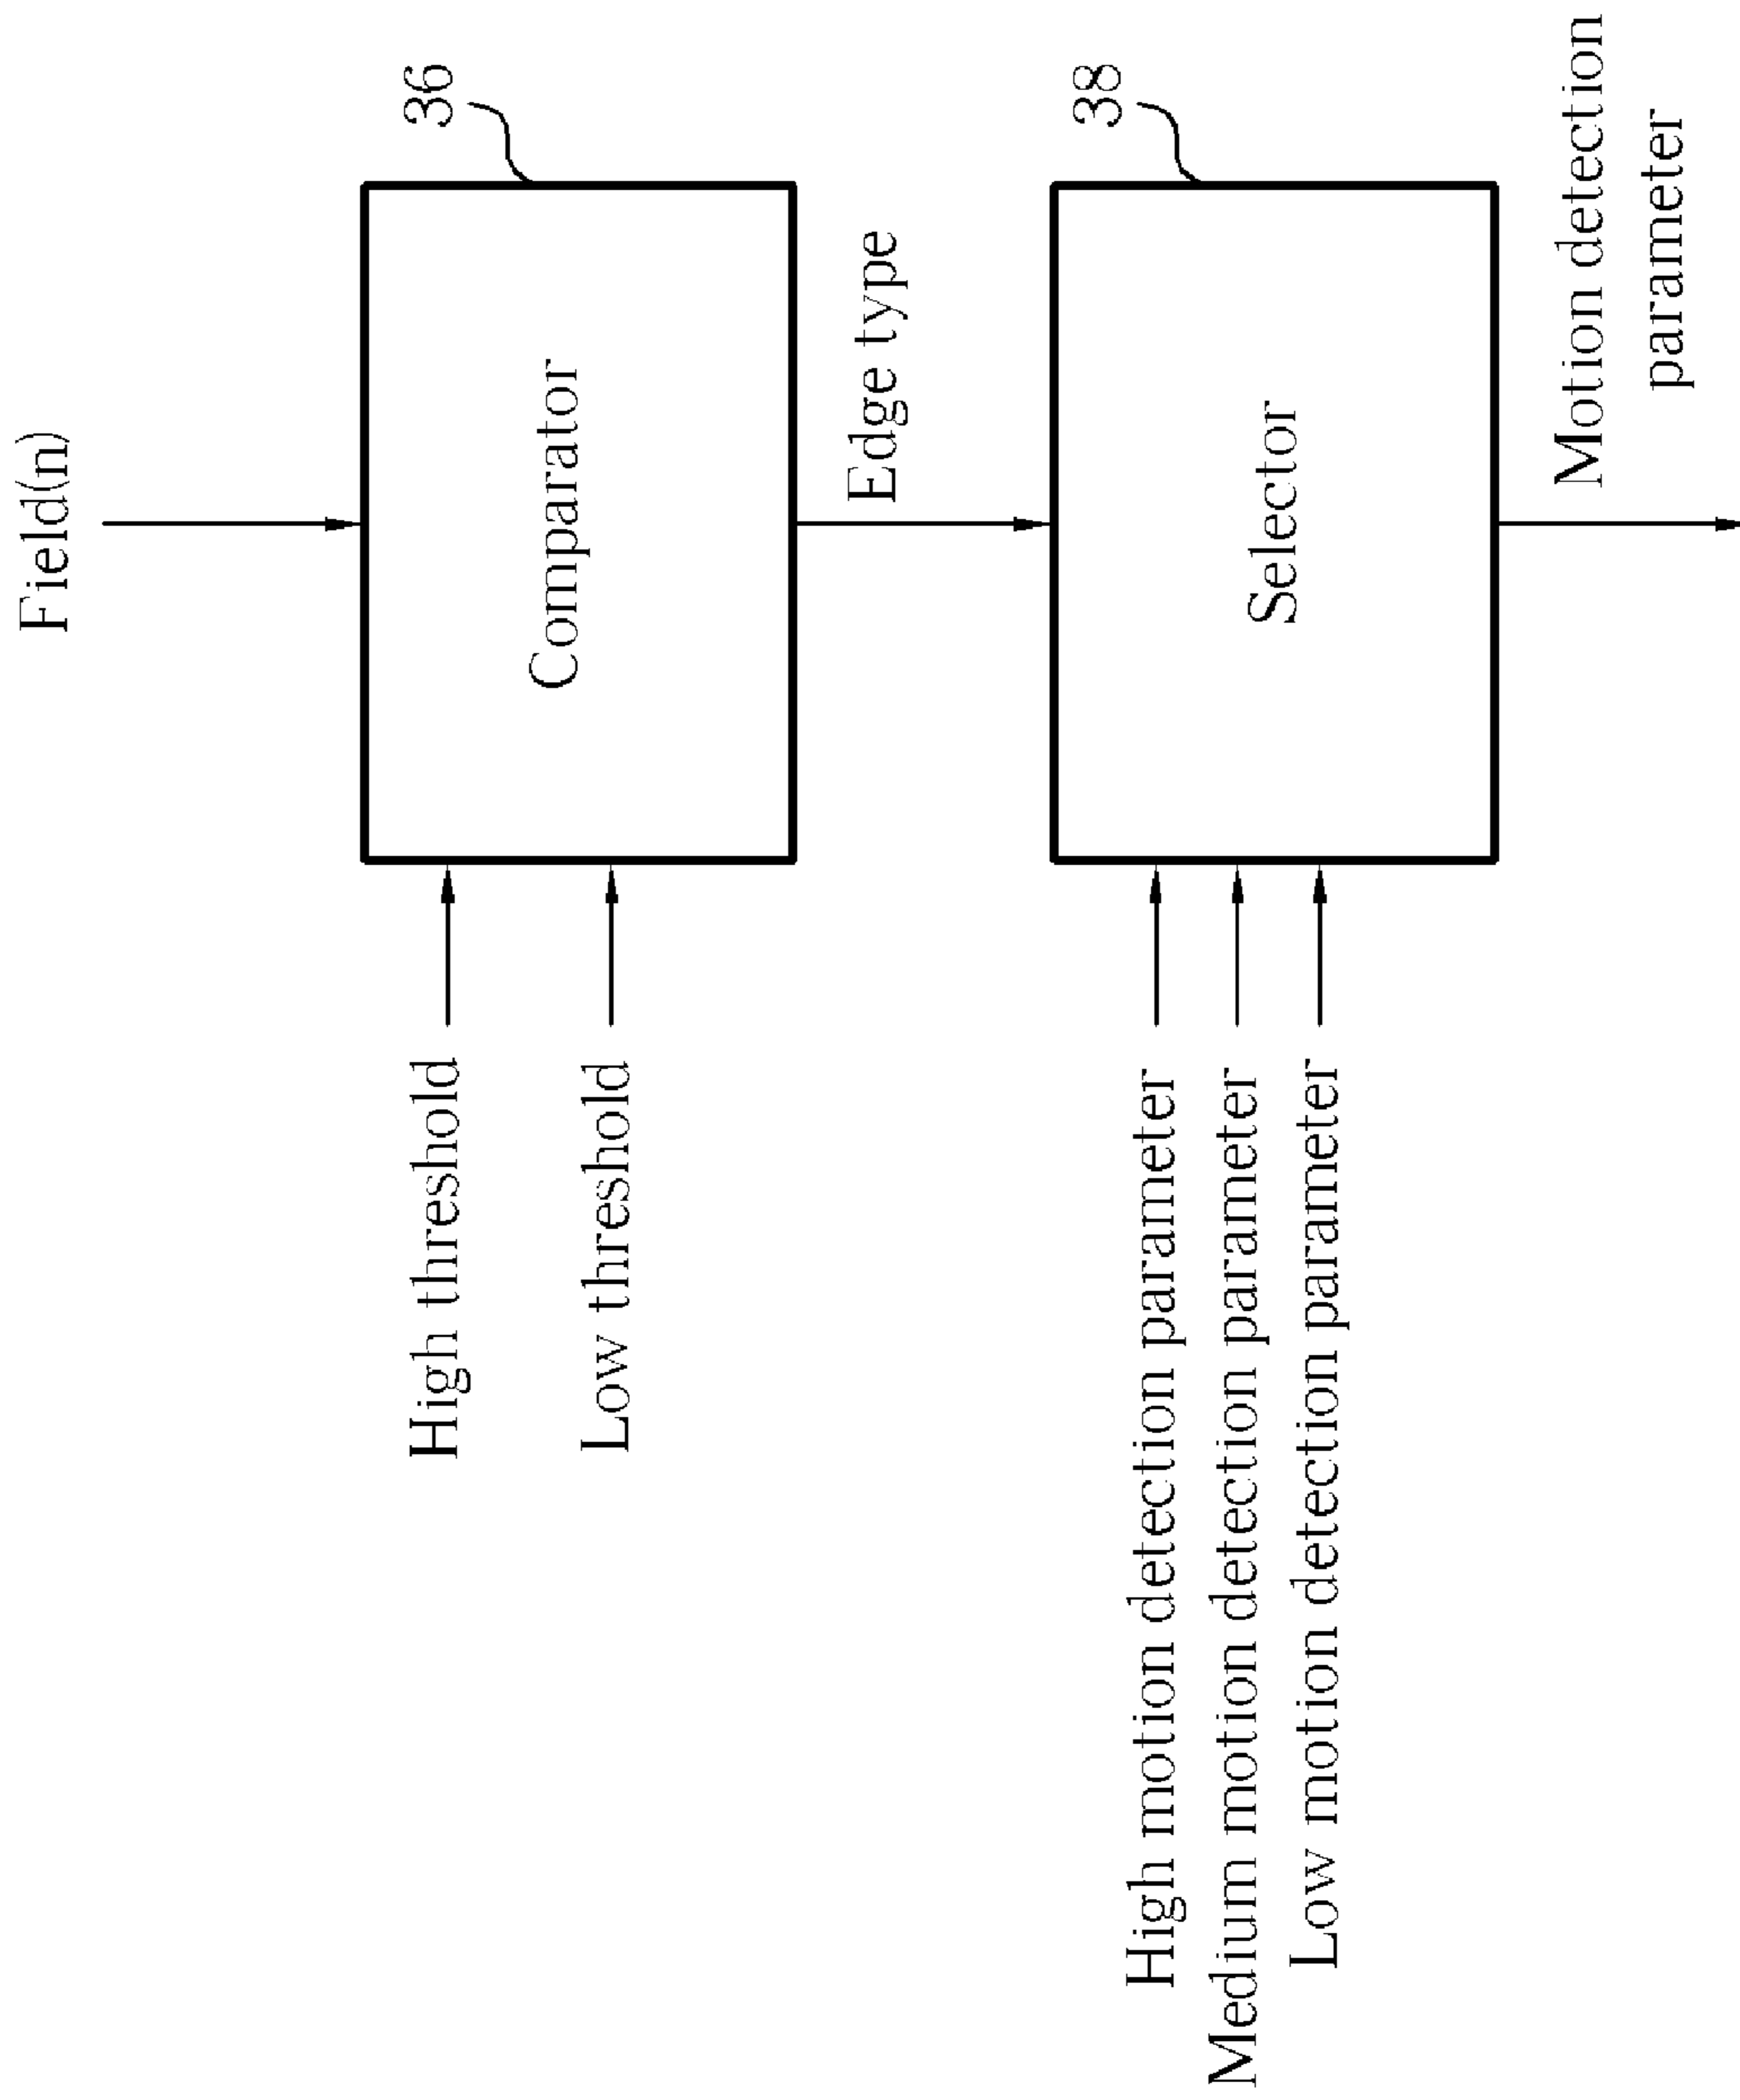 Field(n)
36
Comparator
High threshold
Low threshold
Edge type
38
Selector
High motion detection parameter
Medium motion detection parameter
Low motion detection parameter
Motion detection
parameter